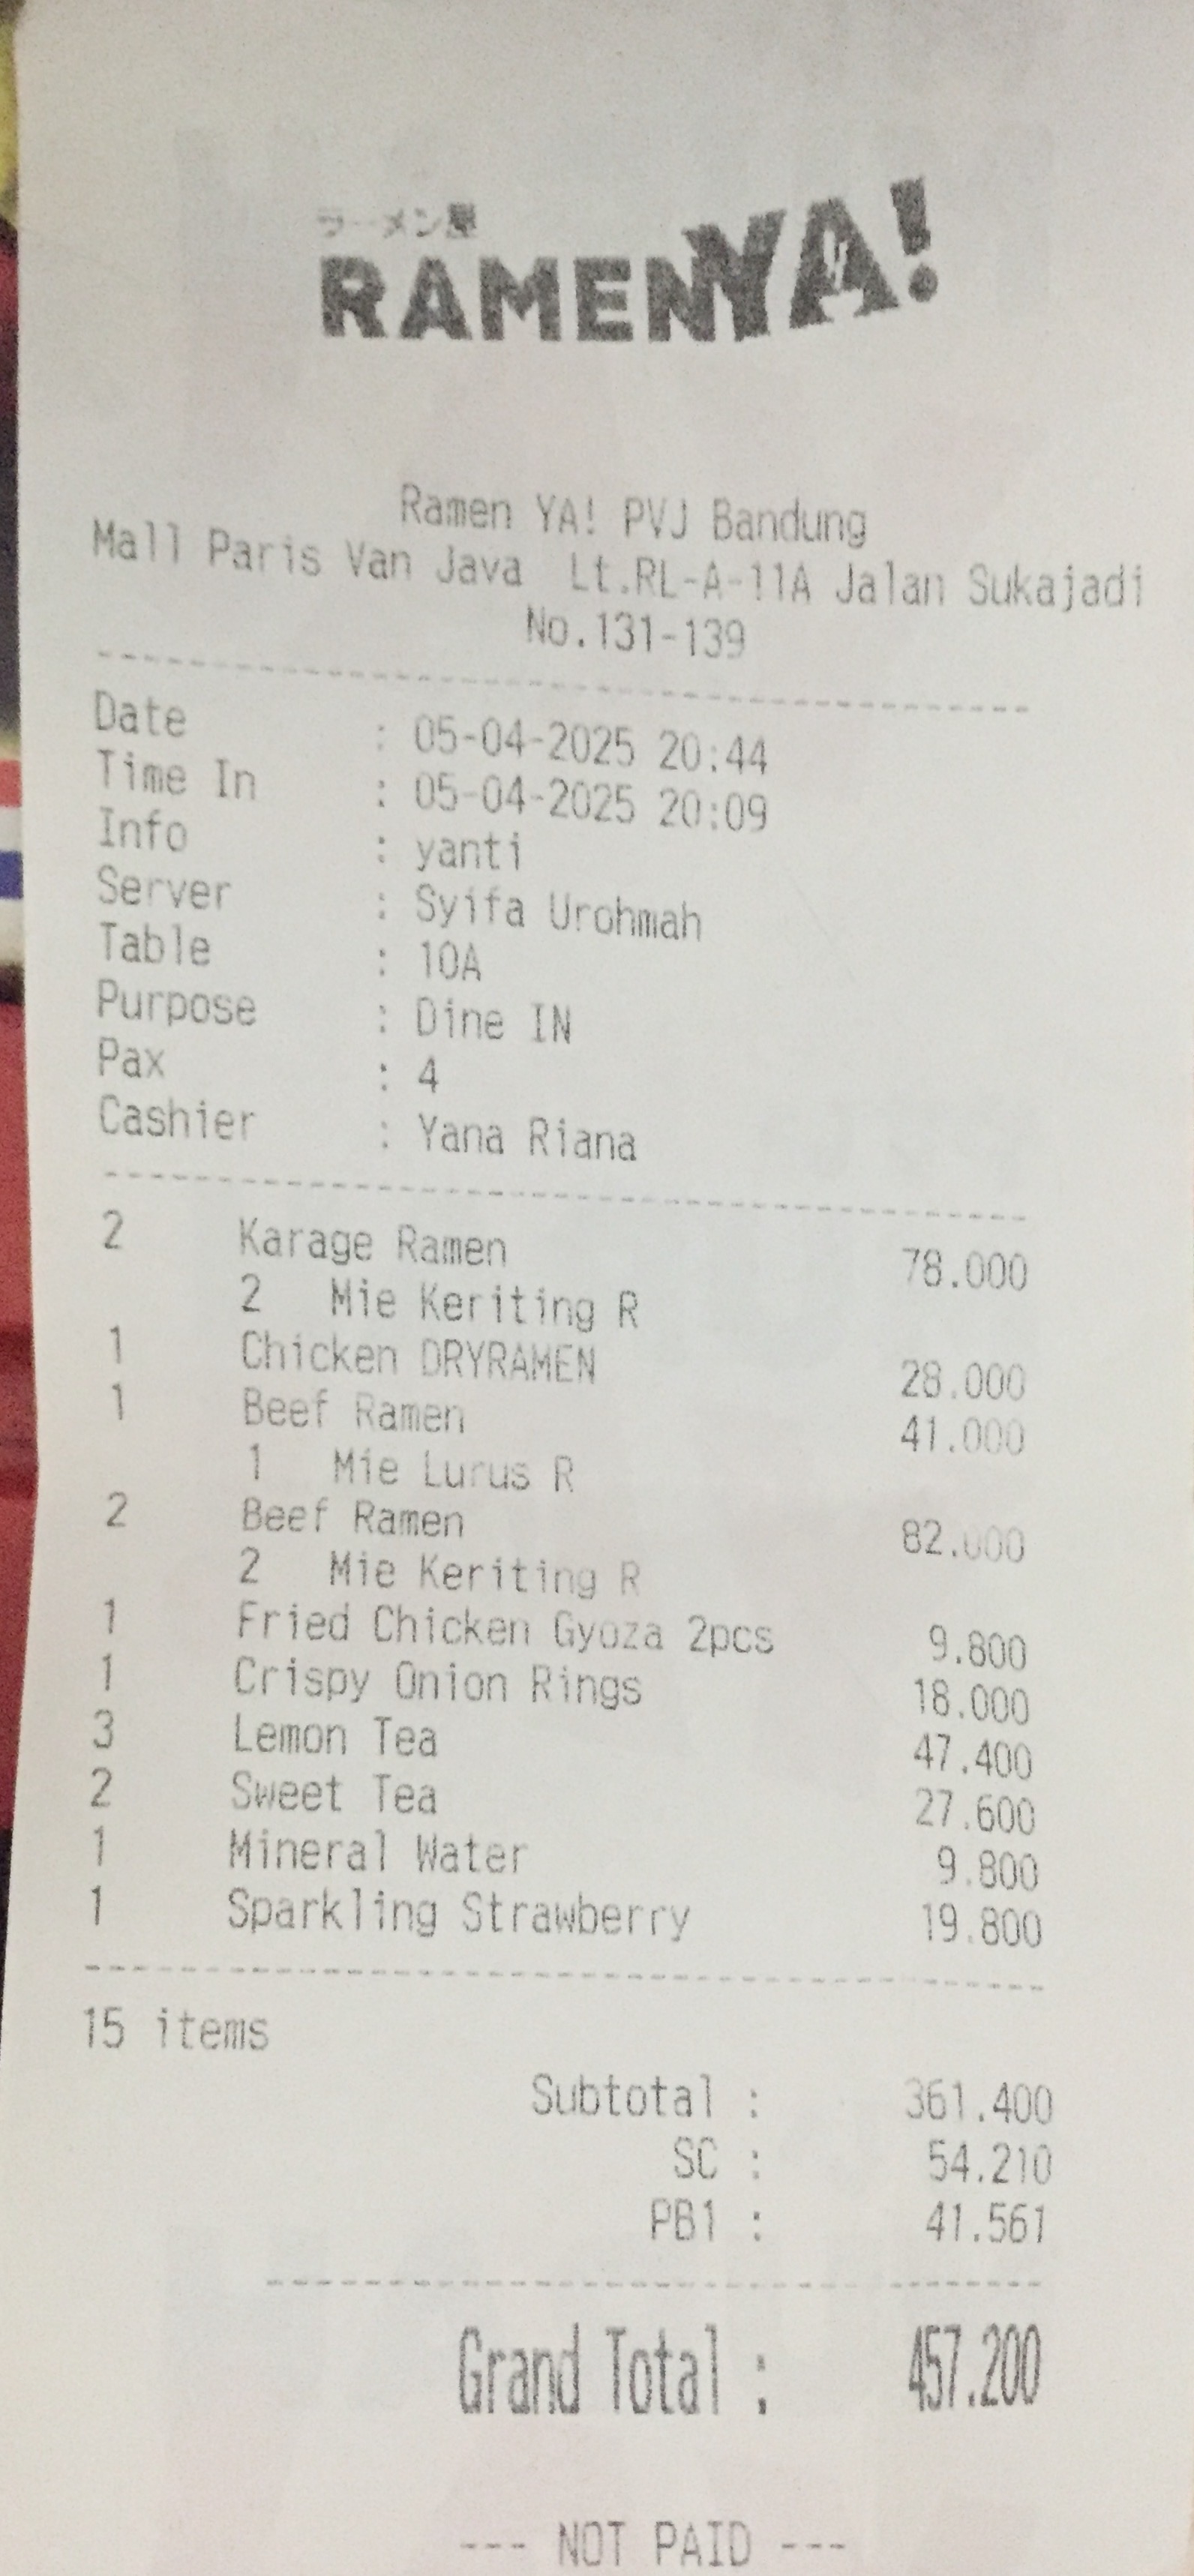 ラーメン屋
RAMENYA!
Ramen YA! PVJ Bandung
Mall Paris Van Java Lt.RL-A-11A Jalan Sukajadi
No.131-139
Date : 05-04-2025 20:44
Time In : 05-04-2025 20:09
Info : yanti
Server : Syifa Urohmah
Table : 10A
Purpose : Dine IN
Pax : 4
Cashier : Yana Riana
2 Karage Ramen 78.000
2 Mie Keriting R
1 Chicken DRYRAMEN 28.000
1 Beef Ramen 41.000
1 Mie Lurus R
2 Beef Ramen 82.000
2 Mie Keriting R
1 Fried Chicken Gyoza 2pcs 9.800
1 Crispy Onion Rings 18.000
3 Lemon Tea 47.400
2 Sweet Tea 27.600
1 Mineral Water 9.800
1 Sparkling Strawberry 19.800
15 items
Subtotal : 361.400
SC : 54.210
PB1 : 41.561
Grand Total : 457.200
--- NOT PAID ---